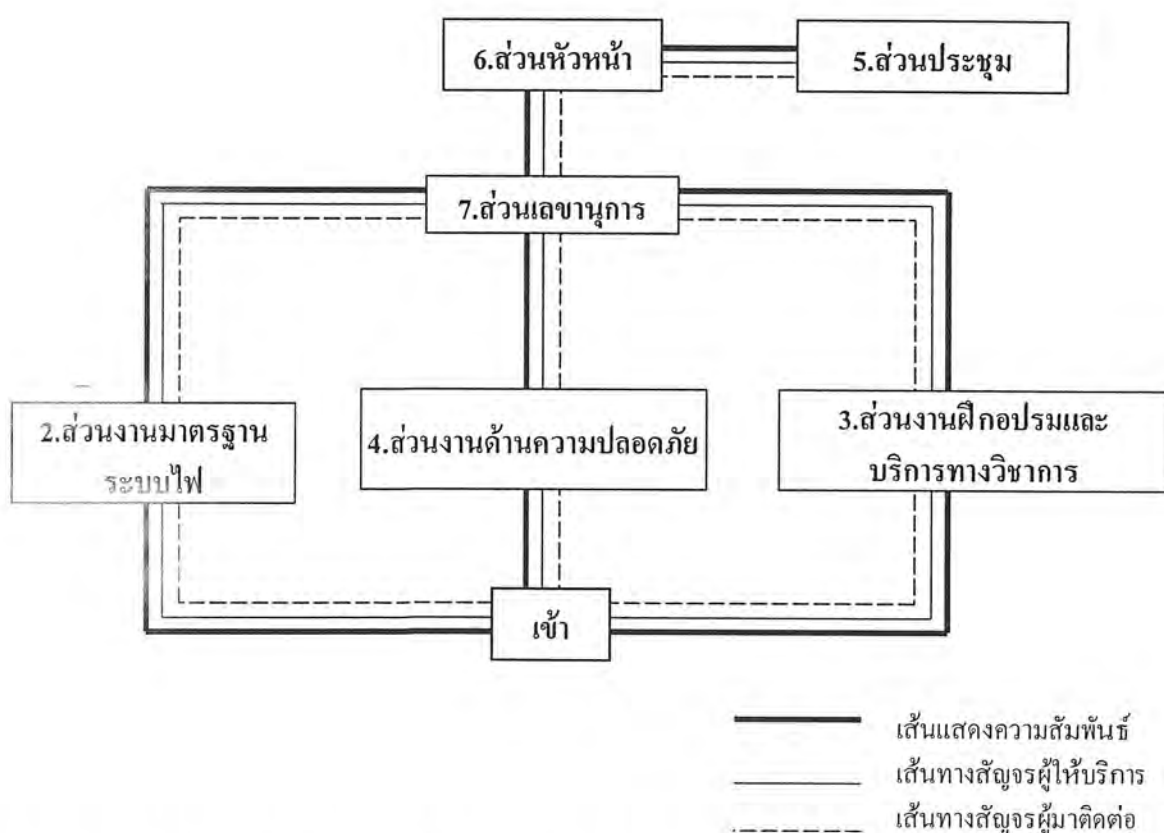 6.ส่วนหัวหน้า
5.ส่วนประชุม
7.ส่วนเลขานุการ
2.ส่วนงานมาตรฐาน
ระบบไฟ
4.ส่วนงานด้านความปลอดภัย
3.ส่วนงานฝึกอปรมและ
บริการทางวิชาการ
เข้า
เส้นแสดงความสัมพันธ์
เส้นทางสัญจรผู้ให้บริการ
เส้นทางสัญจรผู้มาติดต่อ